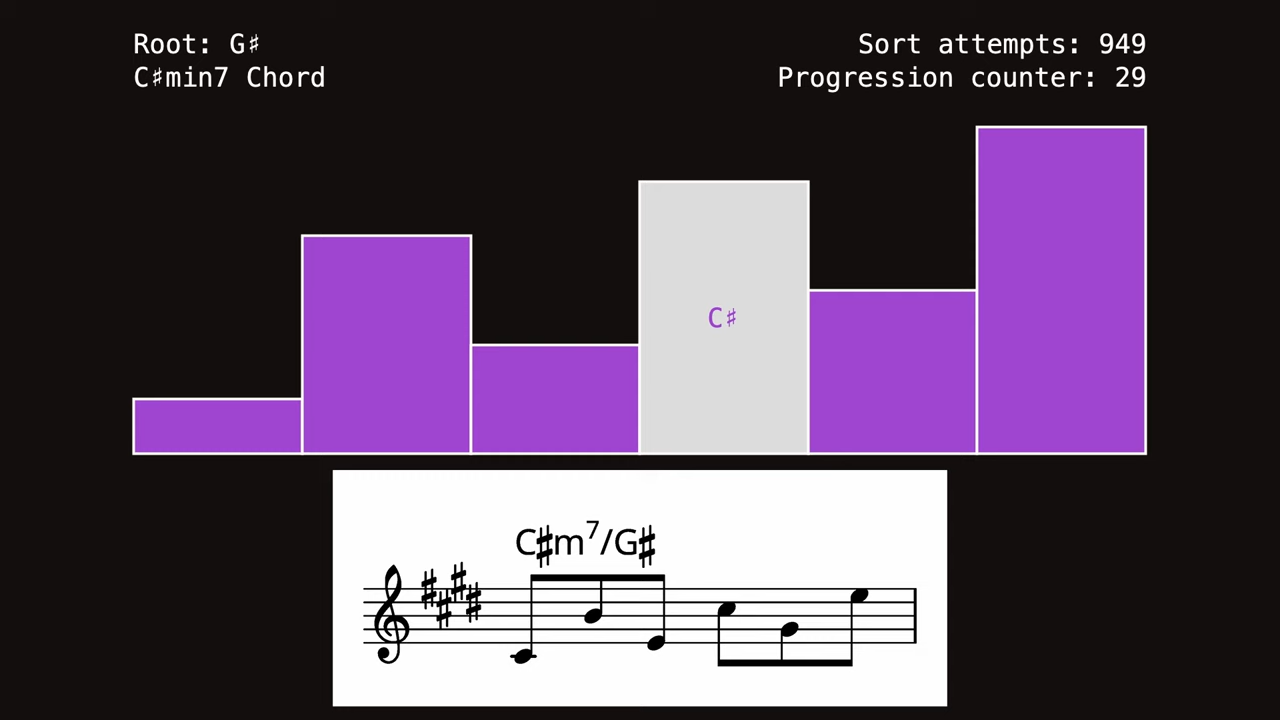 Root: G♯
C♯min7 Chord
Sort attempts: 949
Progression counter: 29
C♯
C♯m7/G♯